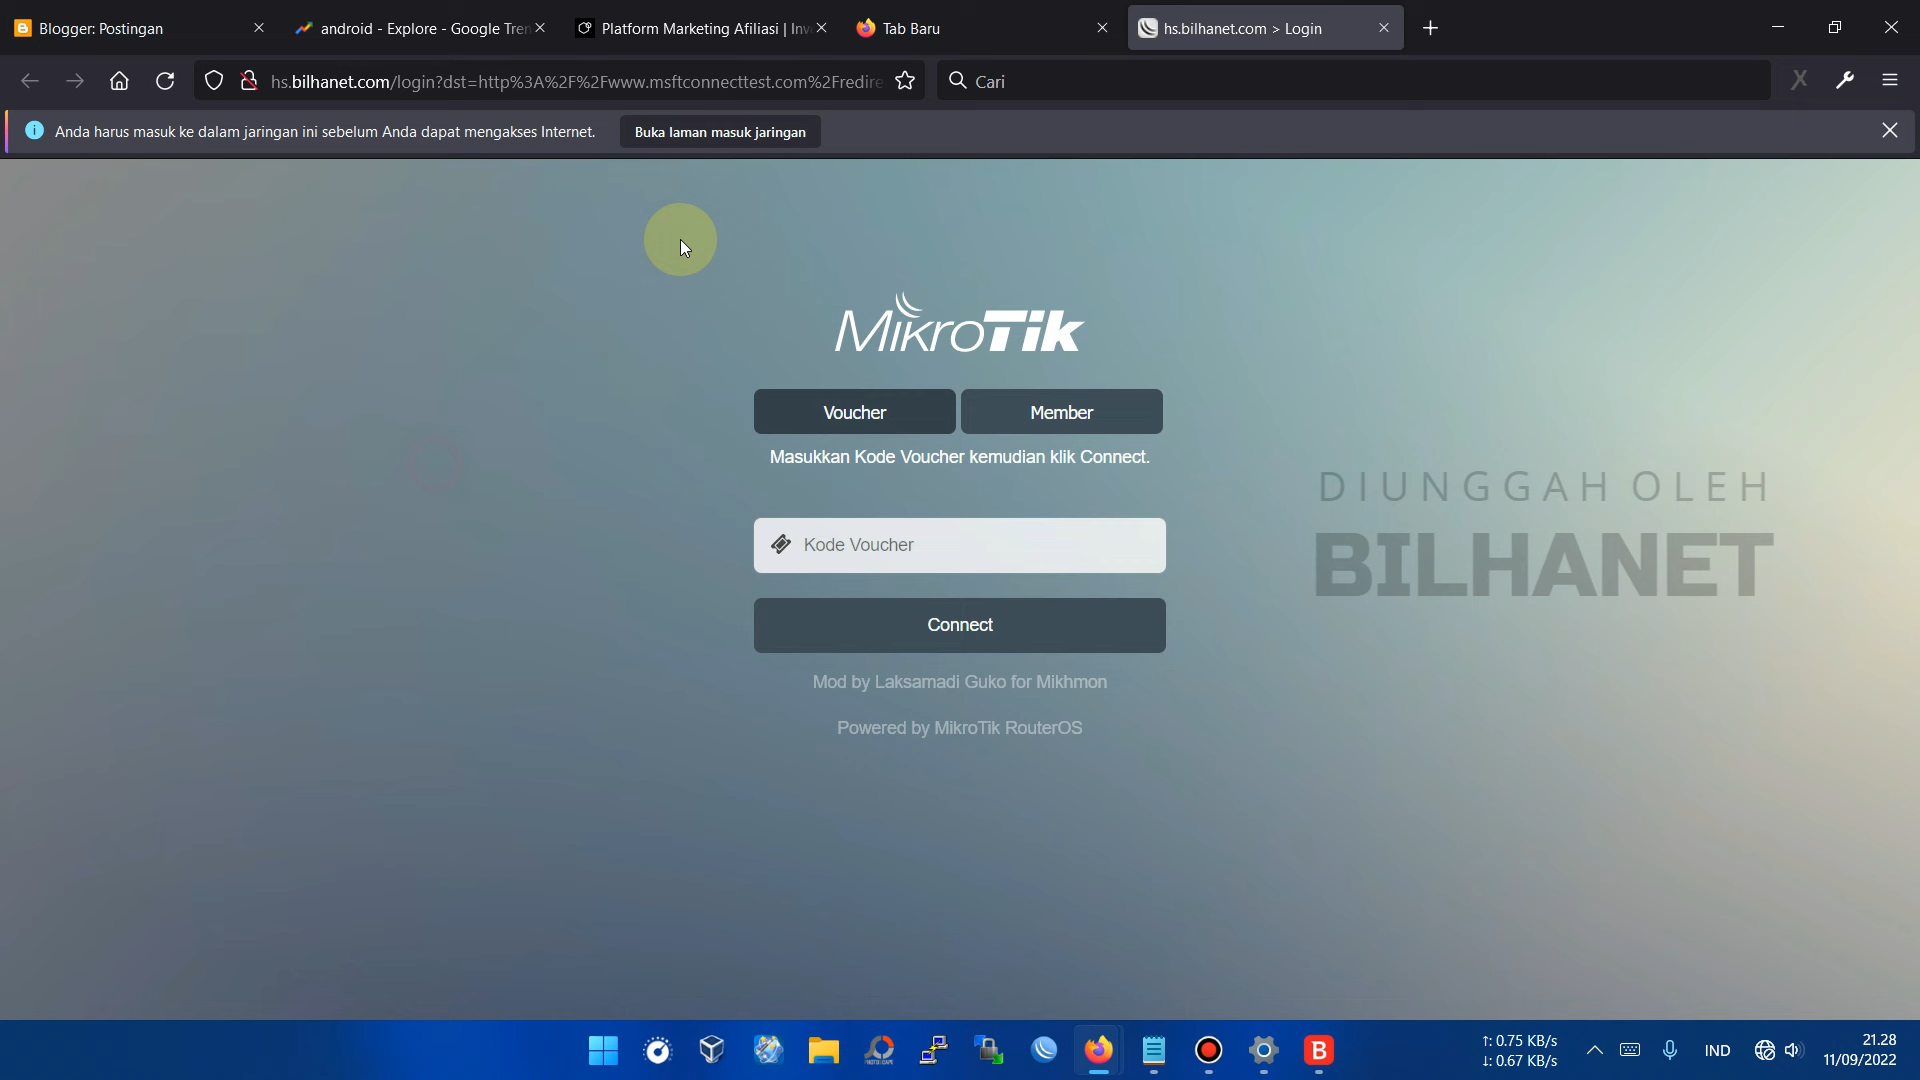 Blogger: Postingan
android - Explore - Google Tren
Platform Marketing Afiliasi | Inv
Tab Baru
hs.bilhanet.com > Login
hs.bilhanet.com/login?dst=http%3A%2F%2Fwww.msftconnecttest.com%2Fredire
Cari
Anda harus masuk ke dalam jaringan ini sebelum Anda dapat mengakses Internet.
Buka laman masuk jaringan
MikroTik
Voucher
Member
Masukkan Kode Voucher kemudian klik Connect.
DIUNGGAH OLEH
BILHANET
Kode Voucher
Connect
Mod by Laksamadi Guko for Mikhmon
Powered by MikroTik RouterOS
↑: 0.75 KB/s
↓: 0.67 KB/s
IND
21.28
11/09/2022